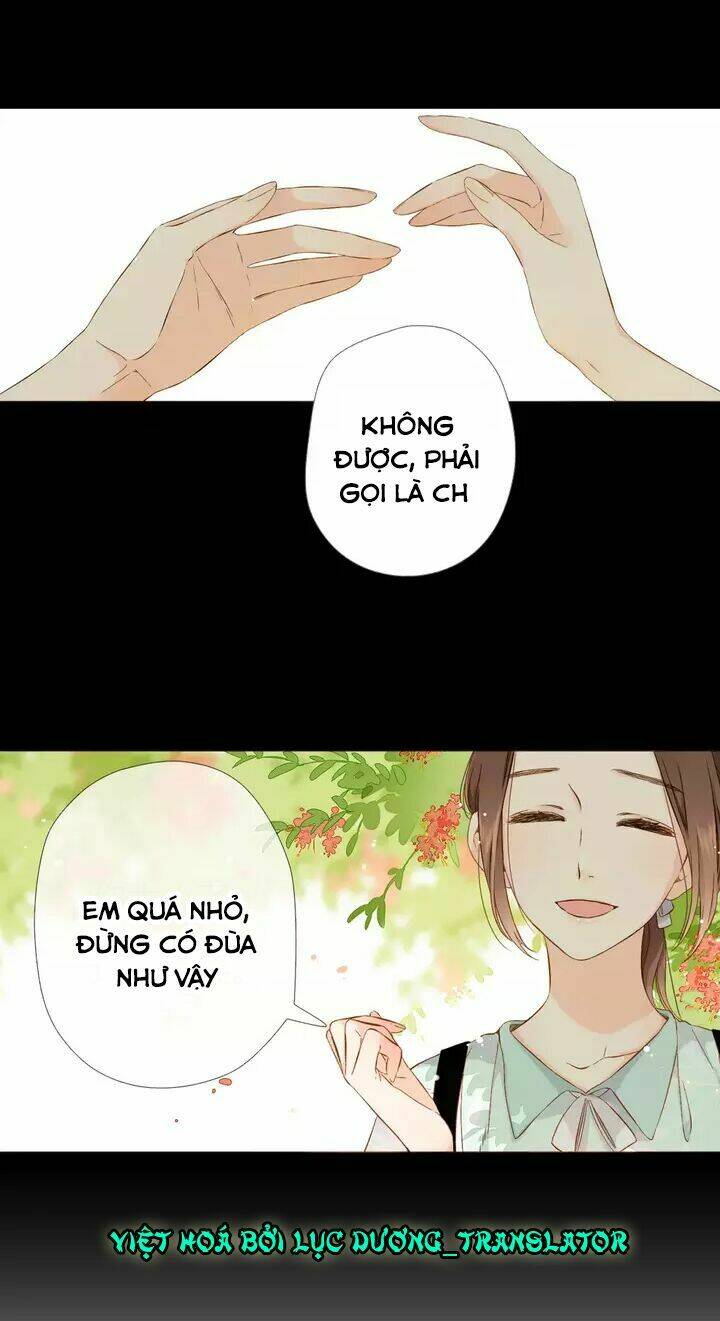 KHÔNG
ĐƯỢC, PHẢI
GỌI LÀ CH
EM QUÁ NHỎ,
ĐỪNG CÓ ĐÙA
NHƯ VẬY
VIỆT HOÁ BỞI LỤC DƯƠNG_TRANSLATOR